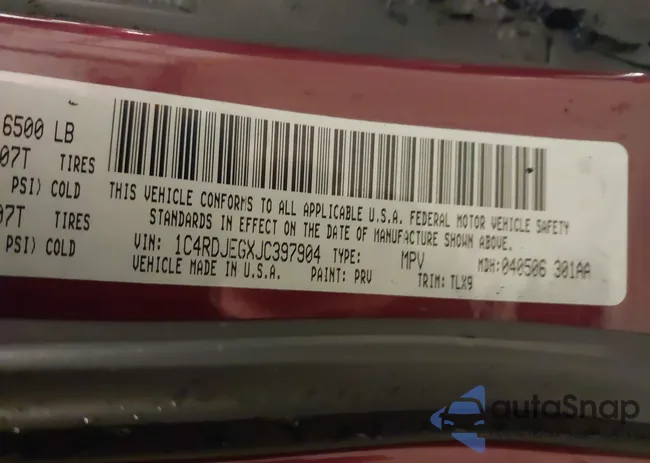 6500 LB
07T TIRES
PSI) COLD
07T TIRES
PSI) COLD
THIS VEHICLE CONFORMS TO ALL APPLICABLE U.S.A. FEDERAL MOTOR VEHICLE SAFETY
STANDARDS IN EFFECT ON THE DATE OF MANUFACTURE SHOWN ABOVE.
VIN: 1C4RDJEGXJC397904 TYPE: MPV MDH:040506 301AA
VEHICLE MADE IN U.S.A. PAINT: PRV TRIM: TLX9
autoSnap